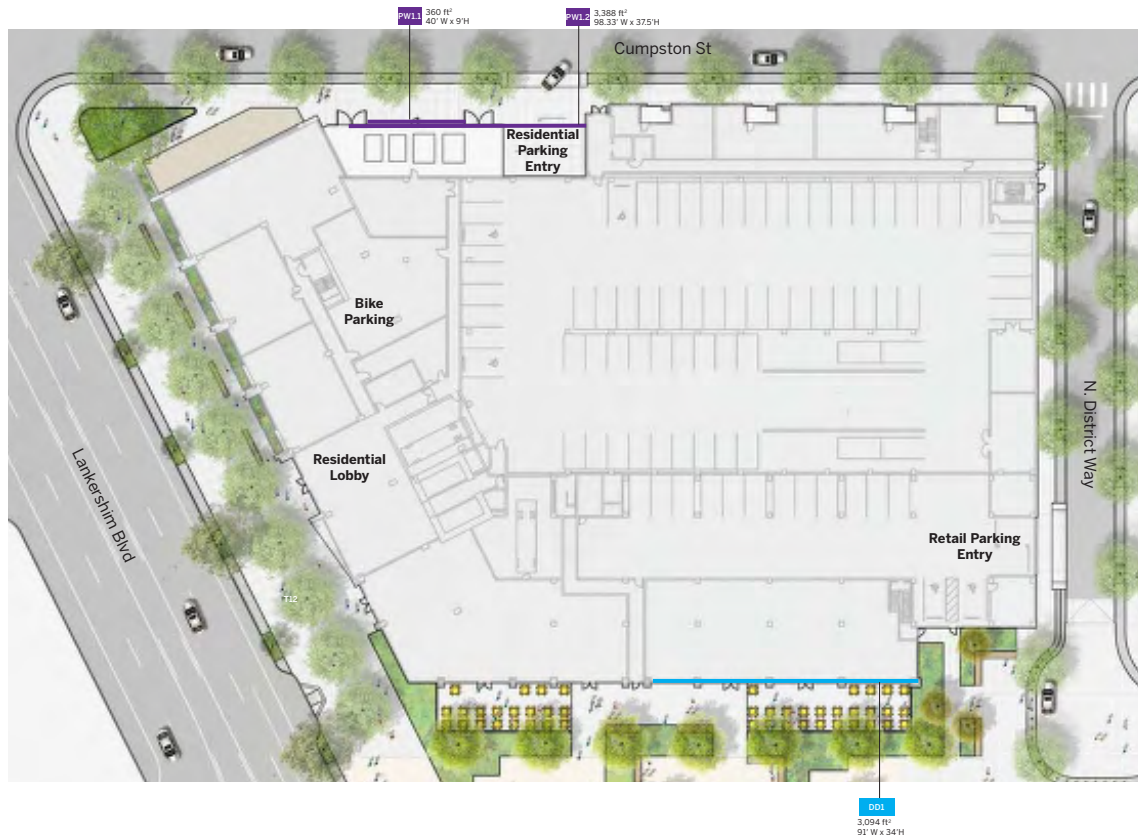 PW1.1
360 ft²
40' W x 9'H
PW1.2
3,388 ft²
98.33' W x 37.5'H
Cumpston St
Residential
Parking
Entry
Bike
Parking
N. District Way
Residential
Lobby
Lankershim Blvd
Retail Parking
Entry
T12
DD1
3,094 ft²
91' W x 34'H